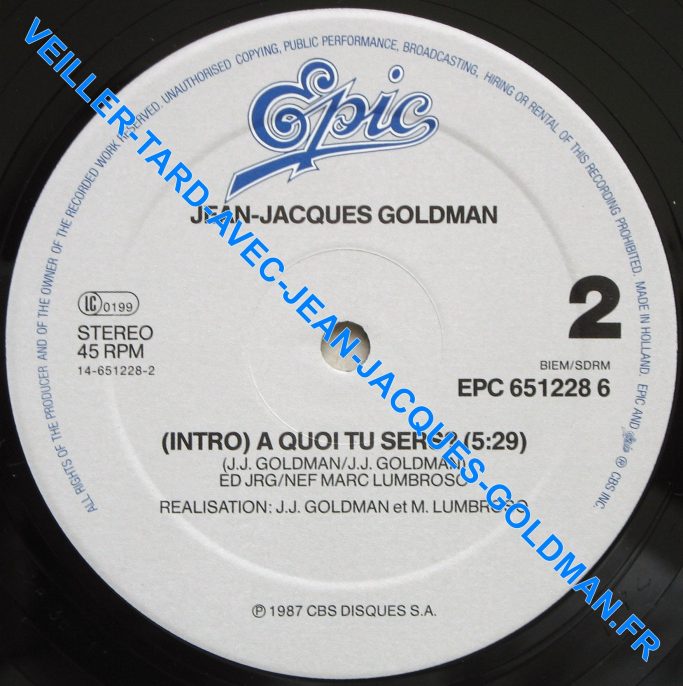 ALL RIGHTS OF THE PRODUCER AND OF THE OWNER OF THE RECORDED WORK RESERVED. UNAUTHORISED COPYING, PUBLIC PERFORMANCE, BROADCASTING, HIRING OR RENTAL OF THIS RECORDING PROHIBITED. MADE IN HOLLAND. EPIC AND Epic ℗ CBS INC.
Epic
JEAN-JACQUES GOLDMAN
LC 0199
STEREO
45 RPM
14-651228-2
2
BIEM/SDRM
EPC 651228 6
(INTRO) A QUOI TU SERS? (5:29)
(J.J. GOLDMAN/J.J. GOLDMAN)
ED JRG/NEF MARC LUMBROSO
REALISATION: J.J. GOLDMAN et M. LUMBROSO
℗ 1987 CBS DISQUES S.A.
VEILLER-TARD-AVEC-JEAN-JACQUES-GOLDMAN.FR